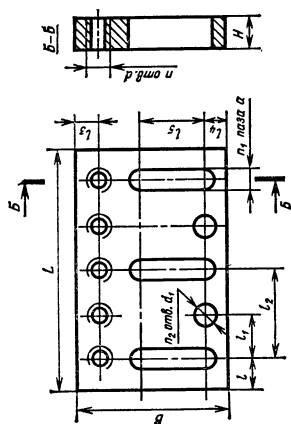 Б-Б
H
n отв. d
l₃
l₅
l₄
n₁ паза a
Б
Б
L
n₂ отв. d₁
l₁
l₂
l
B